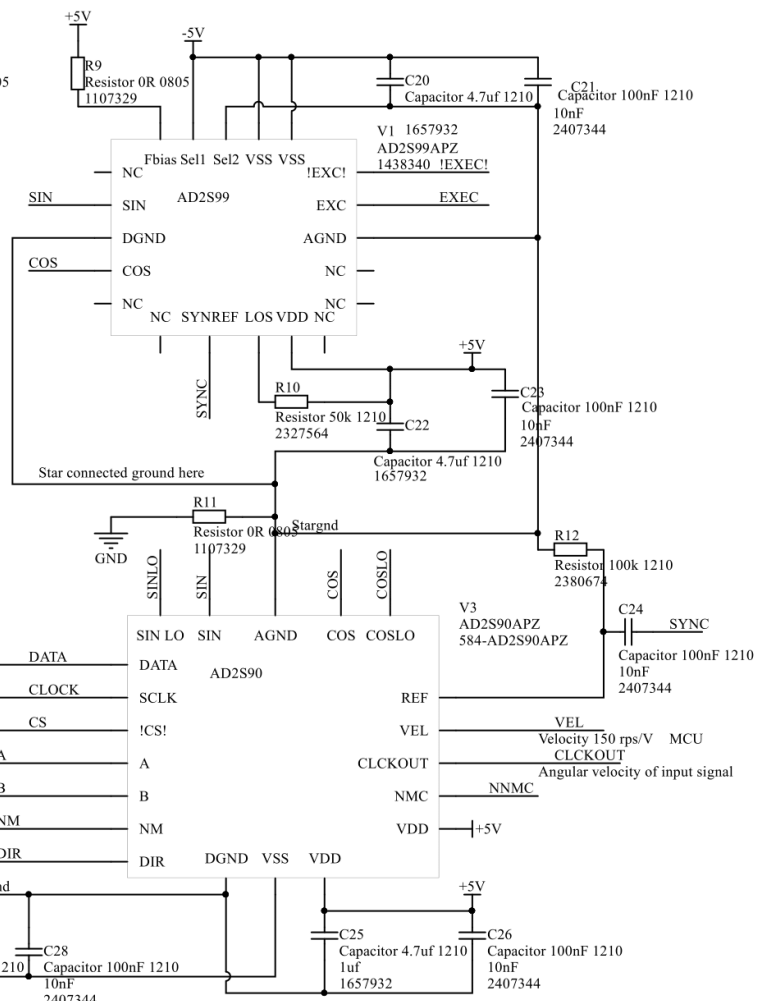 +5V
-5V
R9
05
Resistor 0R 0805
1107329
C20
Capacitor 4.7uf 1210
C21
Capacitor 100nF 1210
10nF
2407344
V1 1657932
AD2S99APZ
1438340 !EXEC!
Fbias Sel1 Sel2 VSS VSS
NC
!EXC!
AD2S99
SIN
SIN
EXC
EXEC
DGND
AGND
COS
COS
NC
NC
NC
NC SYNREF LOS VDD NC
SYNC
+5V
R10
Resistor 50k 1210
2327564
C22
Capacitor 4.7uf 1210
1657932
C23
Capacitor 100nF 1210
10nF
2407344
Star connected ground here
R11
Resistor 0R 0805
1107329
GND
Stargnd
R12
Resistor 100k 1210
2380674
SINLO
SIN
COS
COSLO
V3
AD2S90APZ
584-AD2S90APZ
C24
SYNC
Capacitor 100nF 1210
10nF
2407344
SIN LO SIN AGND COS COSLO
AD2S90
DATA
DATA
CLOCK
SCLK
REF
CS
!CS!
VEL
VEL
Velocity 150 rps/V MCU
A
A
CLCKOUT
CLCKOUT
Angular velocity of input signal
B
B
NMC
NNMC
NM
NM
VDD
+5V
DIR
DIR
DGND VSS VDD
nd
+5V
C28
210
Capacitor 100nF 1210
10nF
2407344
C25
Capacitor 4.7uf 1210
1uf
1657932
C26
Capacitor 100nF 1210
10nF
2407344